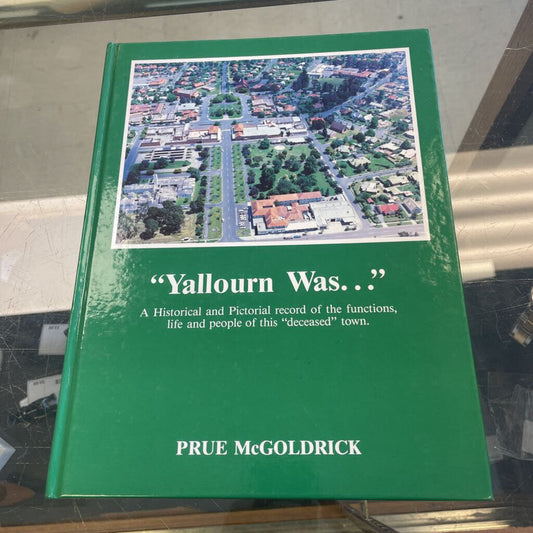 “Yallourn Was. . .”
A Historical and Pictorial record of the functions,
life and people of this “deceased” town.
PRUE McGOLDRICK